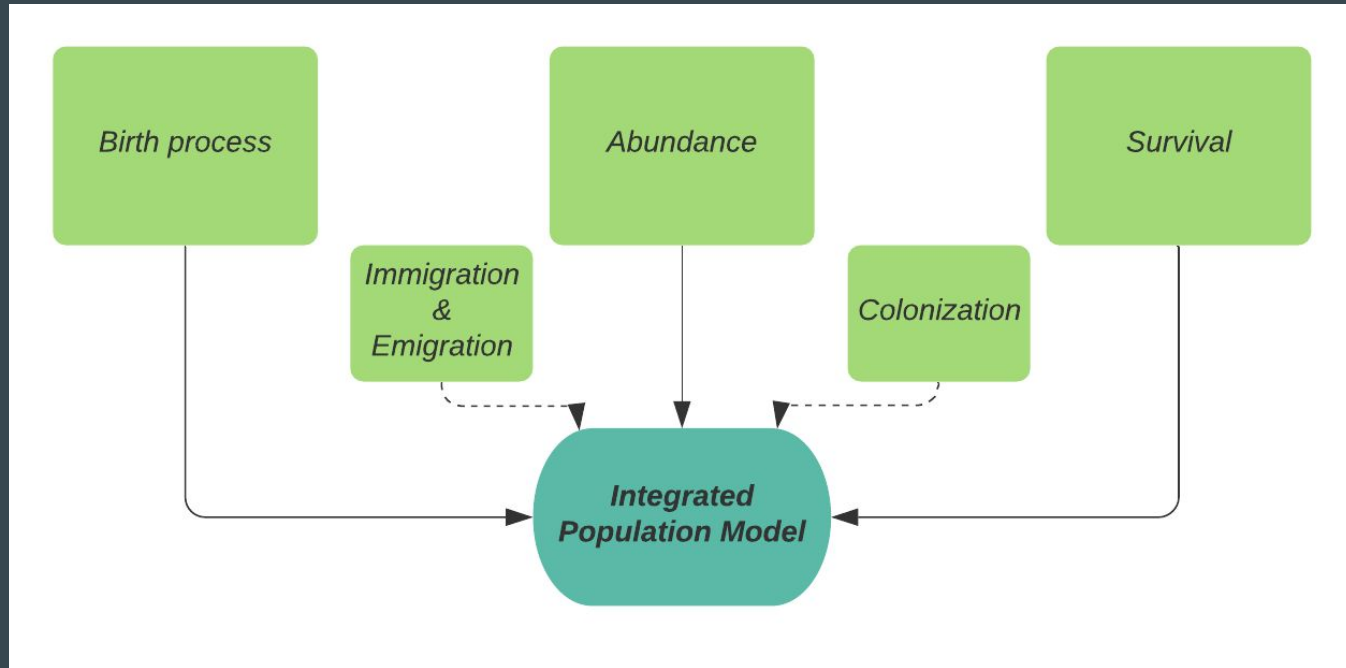 Birth process
Abundance
Survival
Immigration
&
Emigration
Colonization
Integrated
Population Model